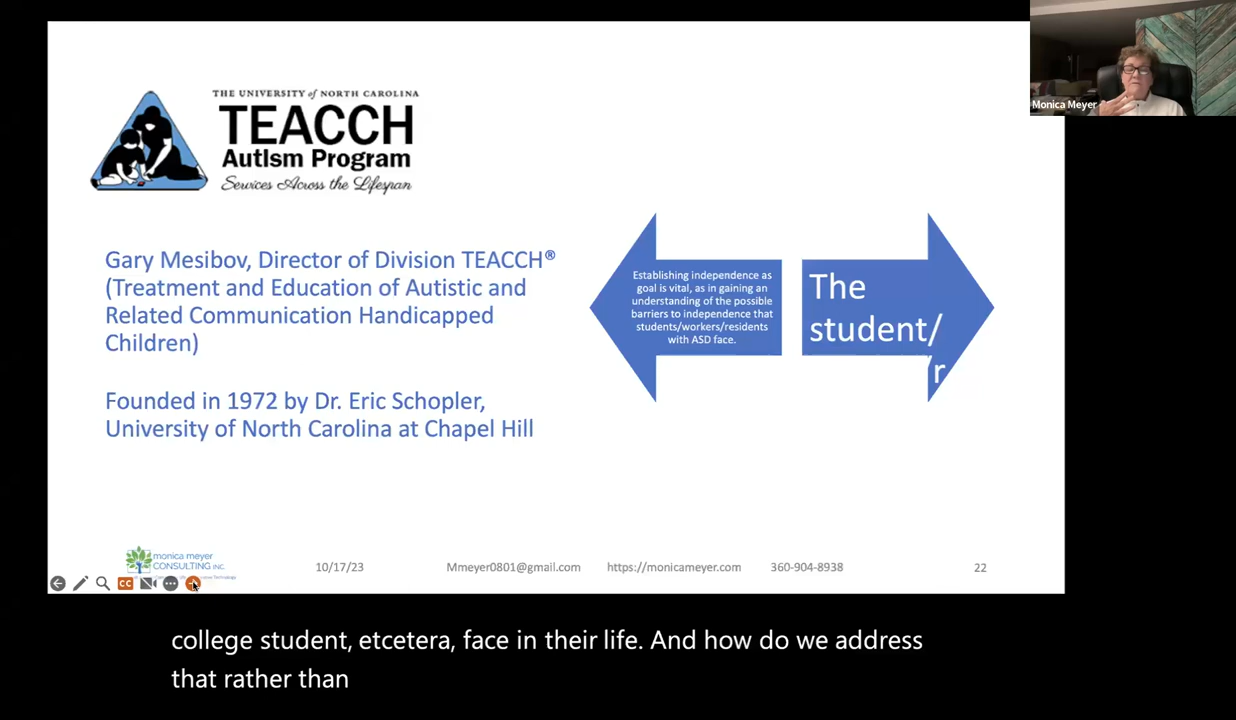 Monica Meyer
THE UNIVERSITY of NORTH CAROLINA
TEACCH
Autism Program
Services Across the Lifespan
Gary Mesibov, Director of Division TEACCH®
(Treatment and Education of Autistic and
Related Communication Handicapped
Children)
Founded in 1972 by Dr. Eric Schopler,
University of North Carolina at Chapel Hill
Establishing independence as
goal is vital, as in gaining an
understanding of the possible
barriers to independence that
students/workers/residents
with ASD face.
The
student/
r
monica meyer
CONSULTING INC.
Technology
10/17/23
Mmeyer0801@gmail.com
https://monicameyer.com
360-904-8938
22
CC
college student, etcetera, face in their life. And how do we address
that rather than